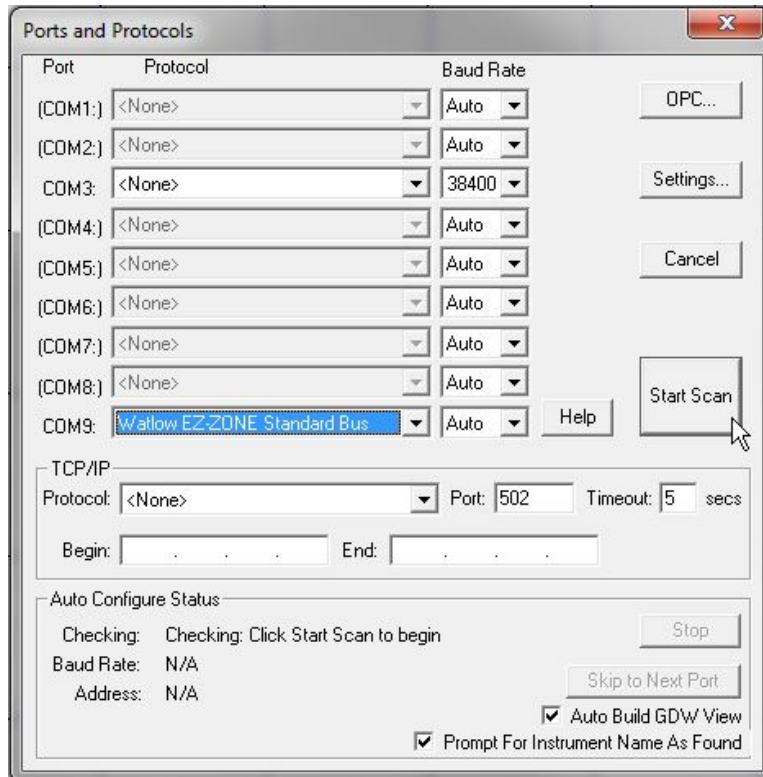 Ports and Protocols
Port Protocol Baud Rate
(COM1:) <None> Auto OPC...
(COM2:) <None> Auto
COM3: <None> 38400 Settings...
(COM4:) <None> Auto
(COM5:) <None> Auto Cancel
(COM6:) <None> Auto
(COM7:) <None> Auto
(COM8:) <None> Auto Start Scan
COM9: Watlow EZ-ZONE Standard Bus Auto Help
TCP/IP
Protocol: <None> Port: 502 Timeout: 5 secs
Begin: . . . End: . . .
Auto Configure Status
Checking: Checking: Click Start Scan to begin Stop
Baud Rate: N/A
Address: N/A Skip to Next Port
Auto Build GDW View
Prompt For Instrument Name As Found